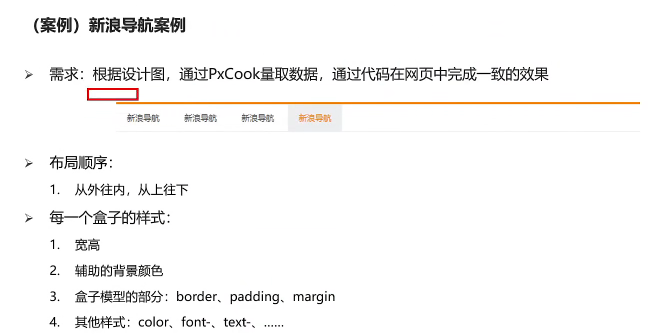 （案例）新浪导航案例
➢ 需求：根据设计图，通过PxCook量取数据，通过代码在网页中完成一致的效果
新浪导航 新浪导航 新浪导航 新浪导航
➢ 布局顺序：
1. 从外往内，从上往下
➢ 每一个盒子的样式：
1. 宽高
2. 辅助的背景颜色
3. 盒子模型的部分：border、padding、margin
4. 其他样式：color、font-、text-、……